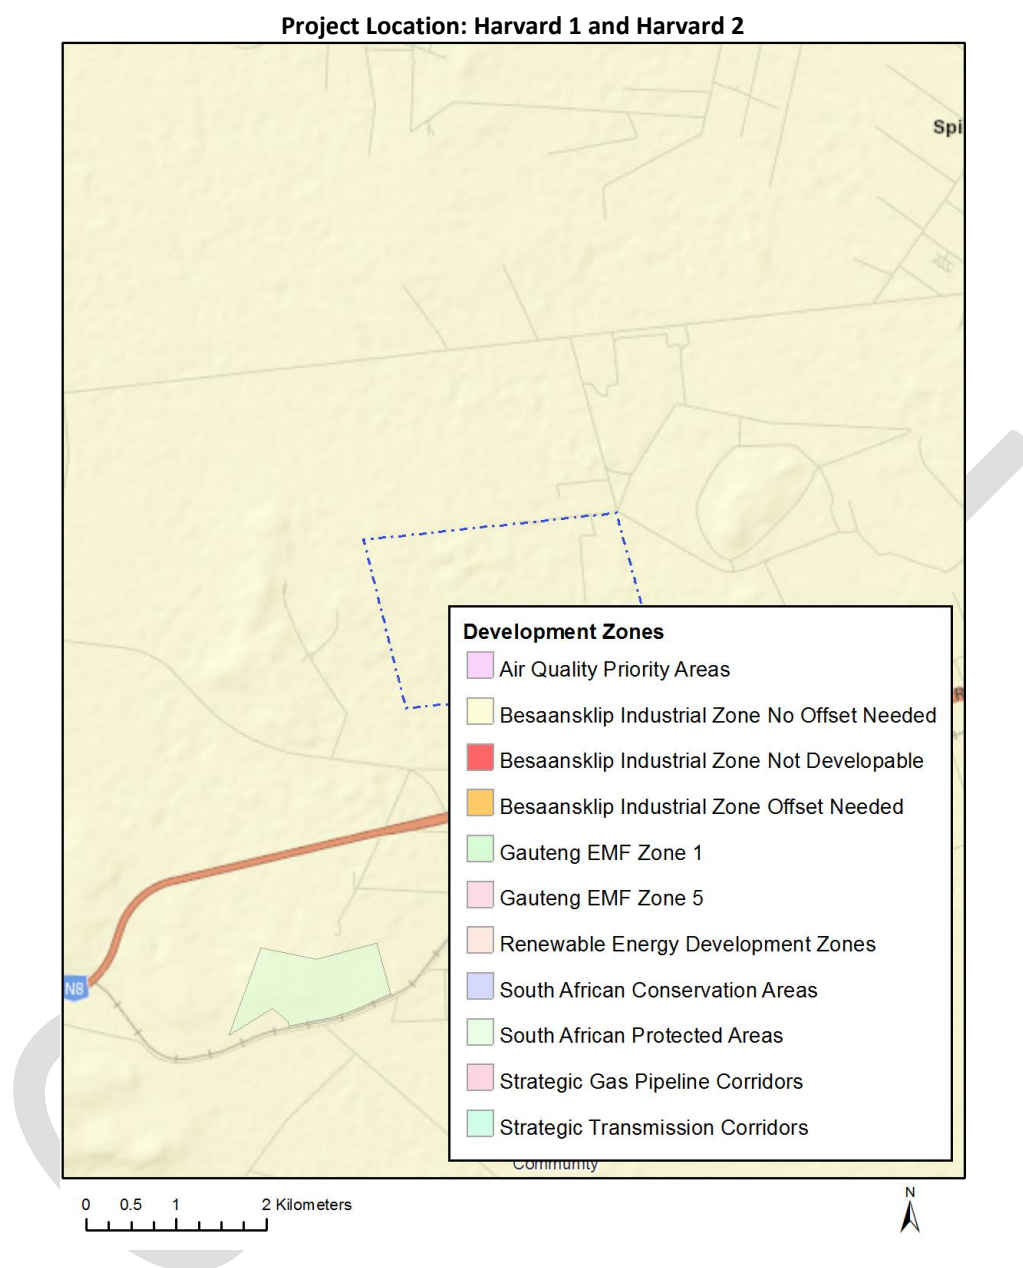 Project Location: Harvard 1 and Harvard 2
Spi
R
Development Zones
Air Quality Priority Areas
Besaansklip Industrial Zone No Offset Needed
Besaansklip Industrial Zone Not Developable
Besaansklip Industrial Zone Offset Needed
Gauteng EMF Zone 1
Gauteng EMF Zone 5
Renewable Energy Development Zones
South African Conservation Areas
South African Protected Areas
Strategic Gas Pipeline Corridors
Strategic Transmission Corridors
N8
Community
0 0.5 1 2 Kilometers
N